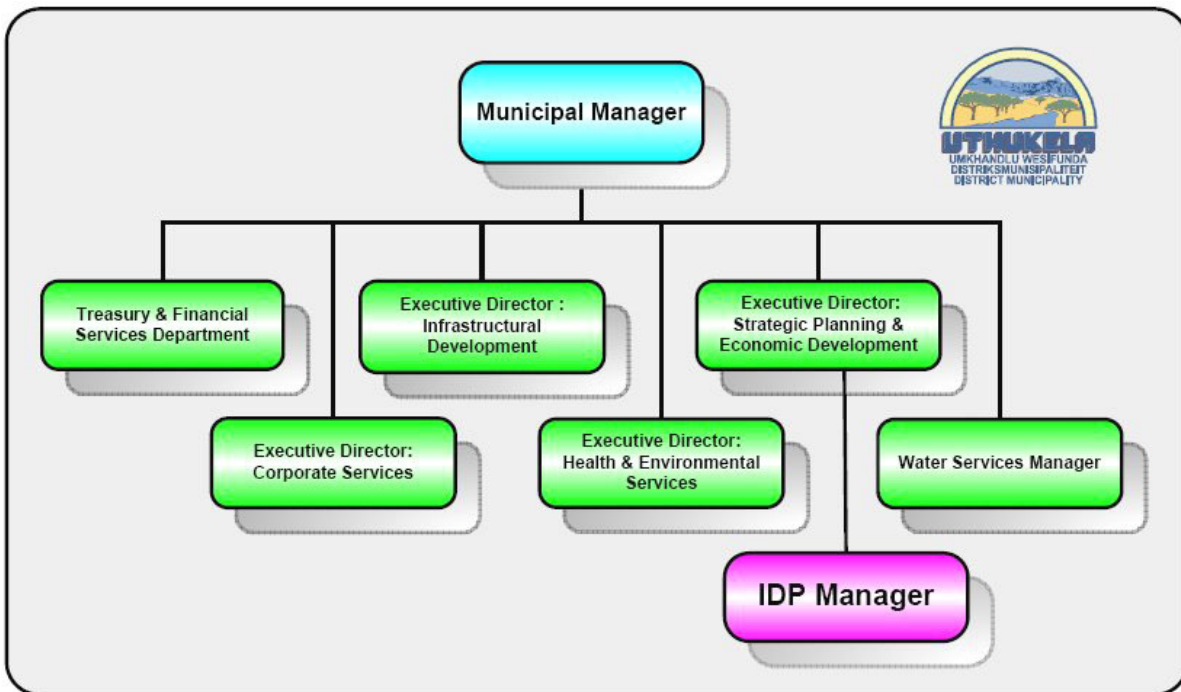 Municipal Manager
UTHUKELA
UMKHANDLU WESIFUNDA
DISTRIKSMUNISIPALITEIT
DISTRICT MUNICIPALITY
Treasury & Financial
Services Department
Executive Director :
Infrastructural
Development
Executive Director:
Strategic Planning &
Economic Development
Executive Director:
Corporate Services
Executive Director:
Health & Environmental
Services
Water Services Manager
IDP Manager